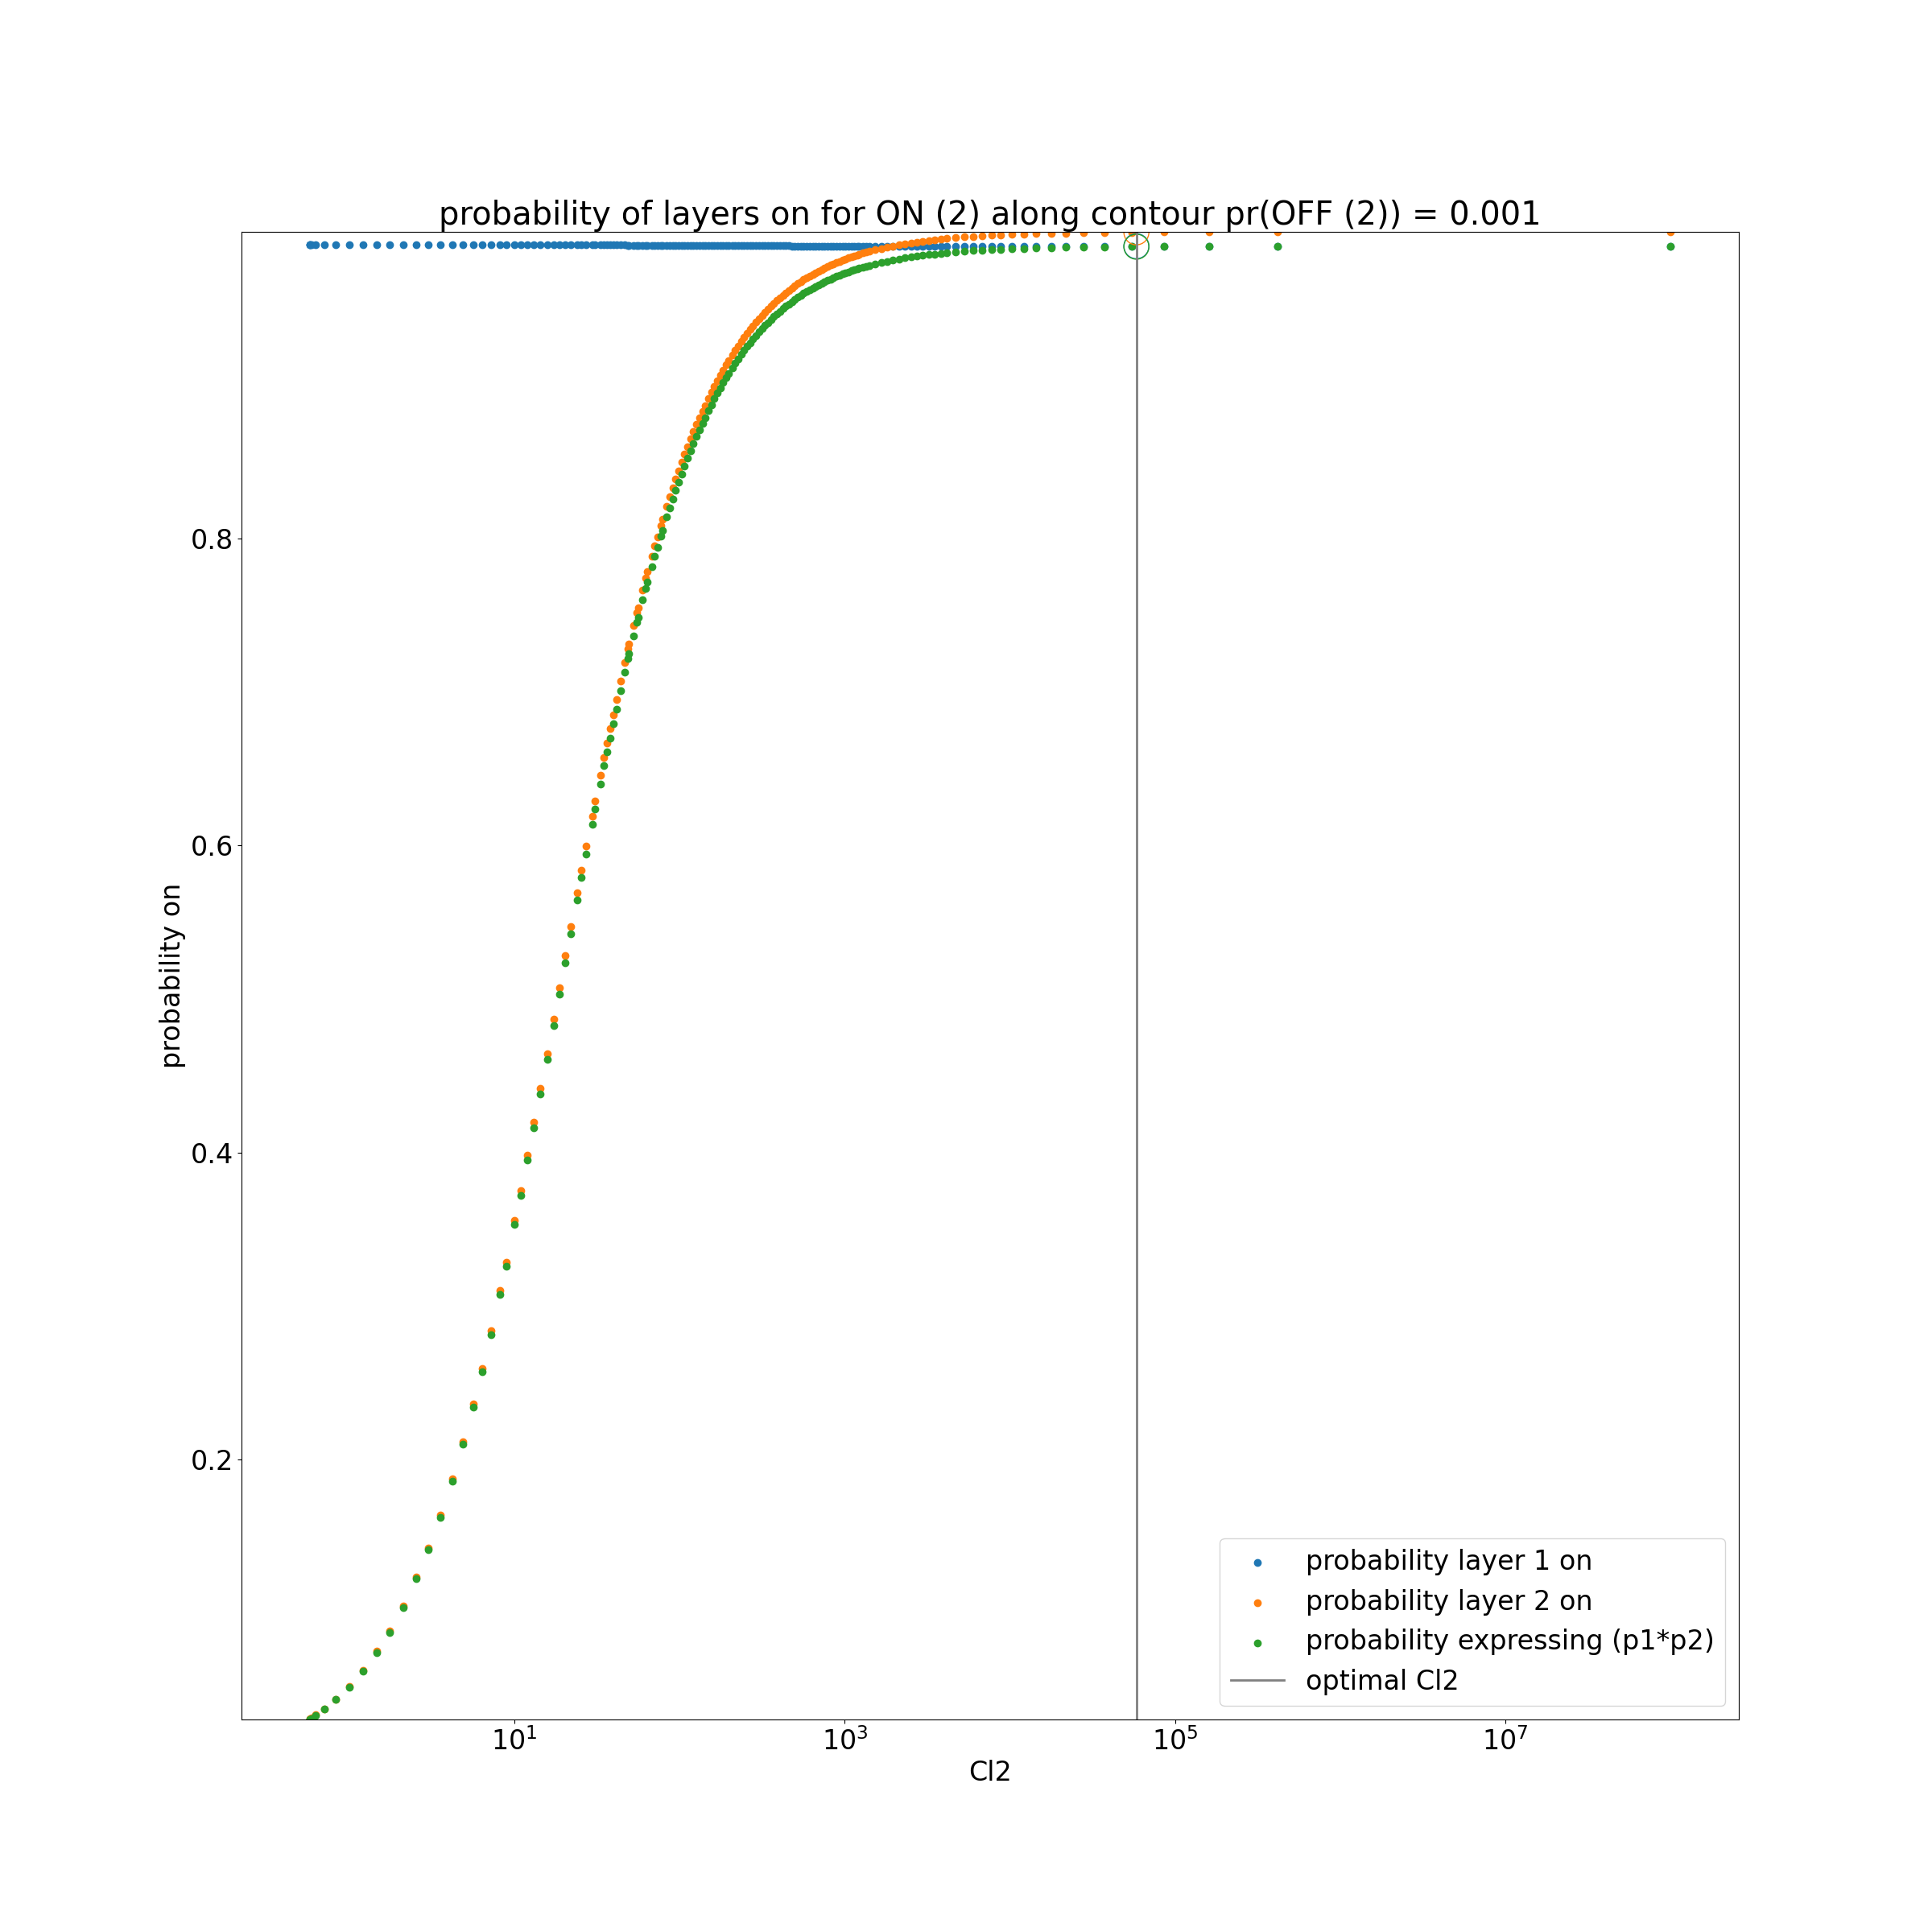 probability of layers on for ON (2) along contour pr(OFF (2)) = 0.001
probability on
0.8
0.6
0.4
0.2
10¹
10³
10⁵
10⁷
Cl2
probability layer 1 on
probability layer 2 on
probability expressing (p1*p2)
optimal Cl2